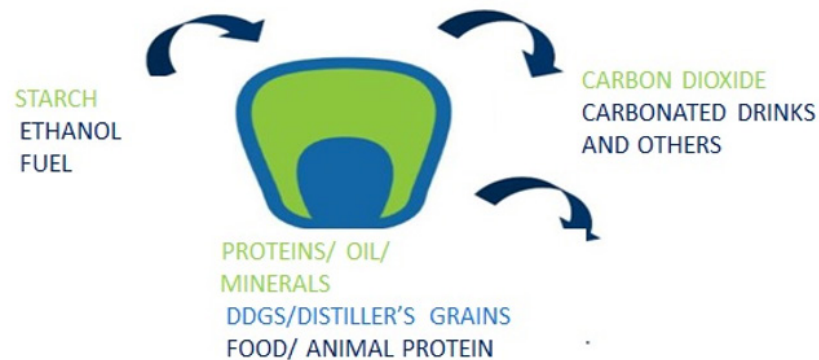 STARCH
ETHANOL
FUEL
CARBON DIOXIDE
CARBONATED DRINKS
AND OTHERS
PROTEINS/ OIL/
MINERALS
DDGS/DISTILLER'S GRAINS
FOOD/ ANIMAL PROTEIN